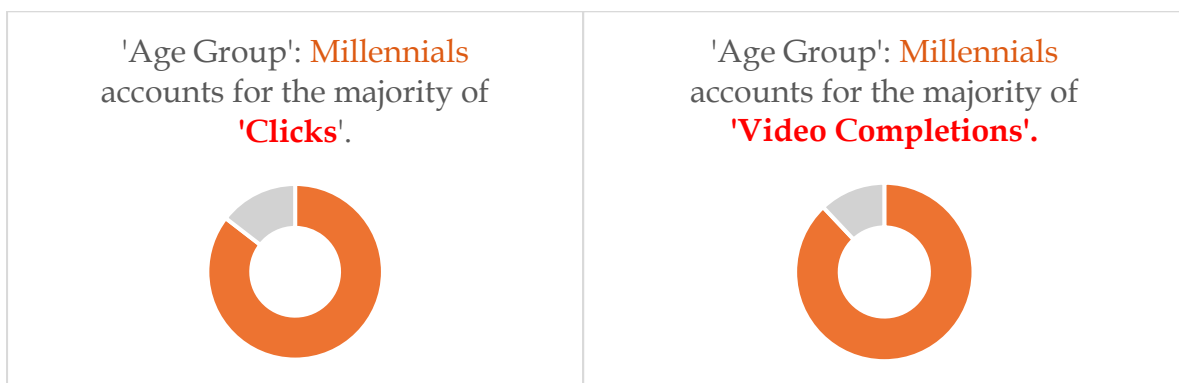 'Age Group': Millennials
accounts for the majority of
'Clicks'.
'Age Group': Millennials
accounts for the majority of
'Video Completions'.